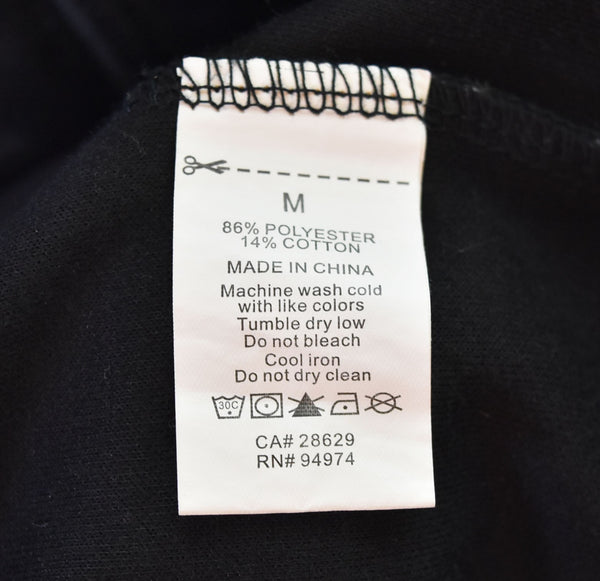 M
86% POLYESTER
14% COTTON
MADE IN CHINA
Machine wash cold
with like colors
Tumble dry low
Do not bleach
Cool iron
Do not dry clean
30C
CA# 28629
RN# 94974